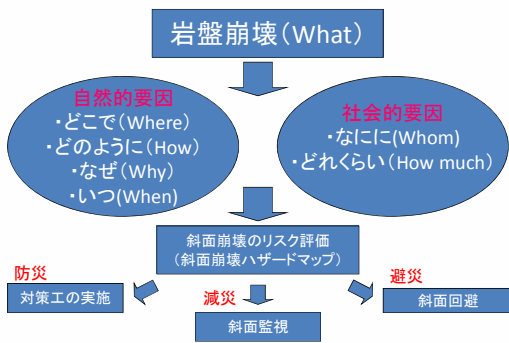 岩盤崩壊(What)
自然的要因
・どこで(Where)
・どのように(How)
・なぜ(Why)
・いつ(When)
社会的要因
・なにに(Whom)
・どれくらい(How much)
斜面崩壊のリスク評価
(斜面崩壊ハザードマップ)
防災
対策工の実施
減災
斜面監視
避災
斜面回避